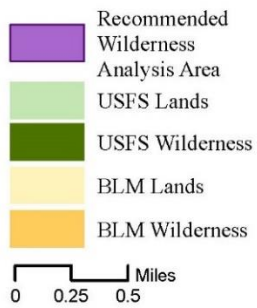 Recommended
Wilderness
Analysis Area
USFS Lands
USFS Wilderness
BLM Lands
BLM Wilderness
Miles
0 0.25 0.5